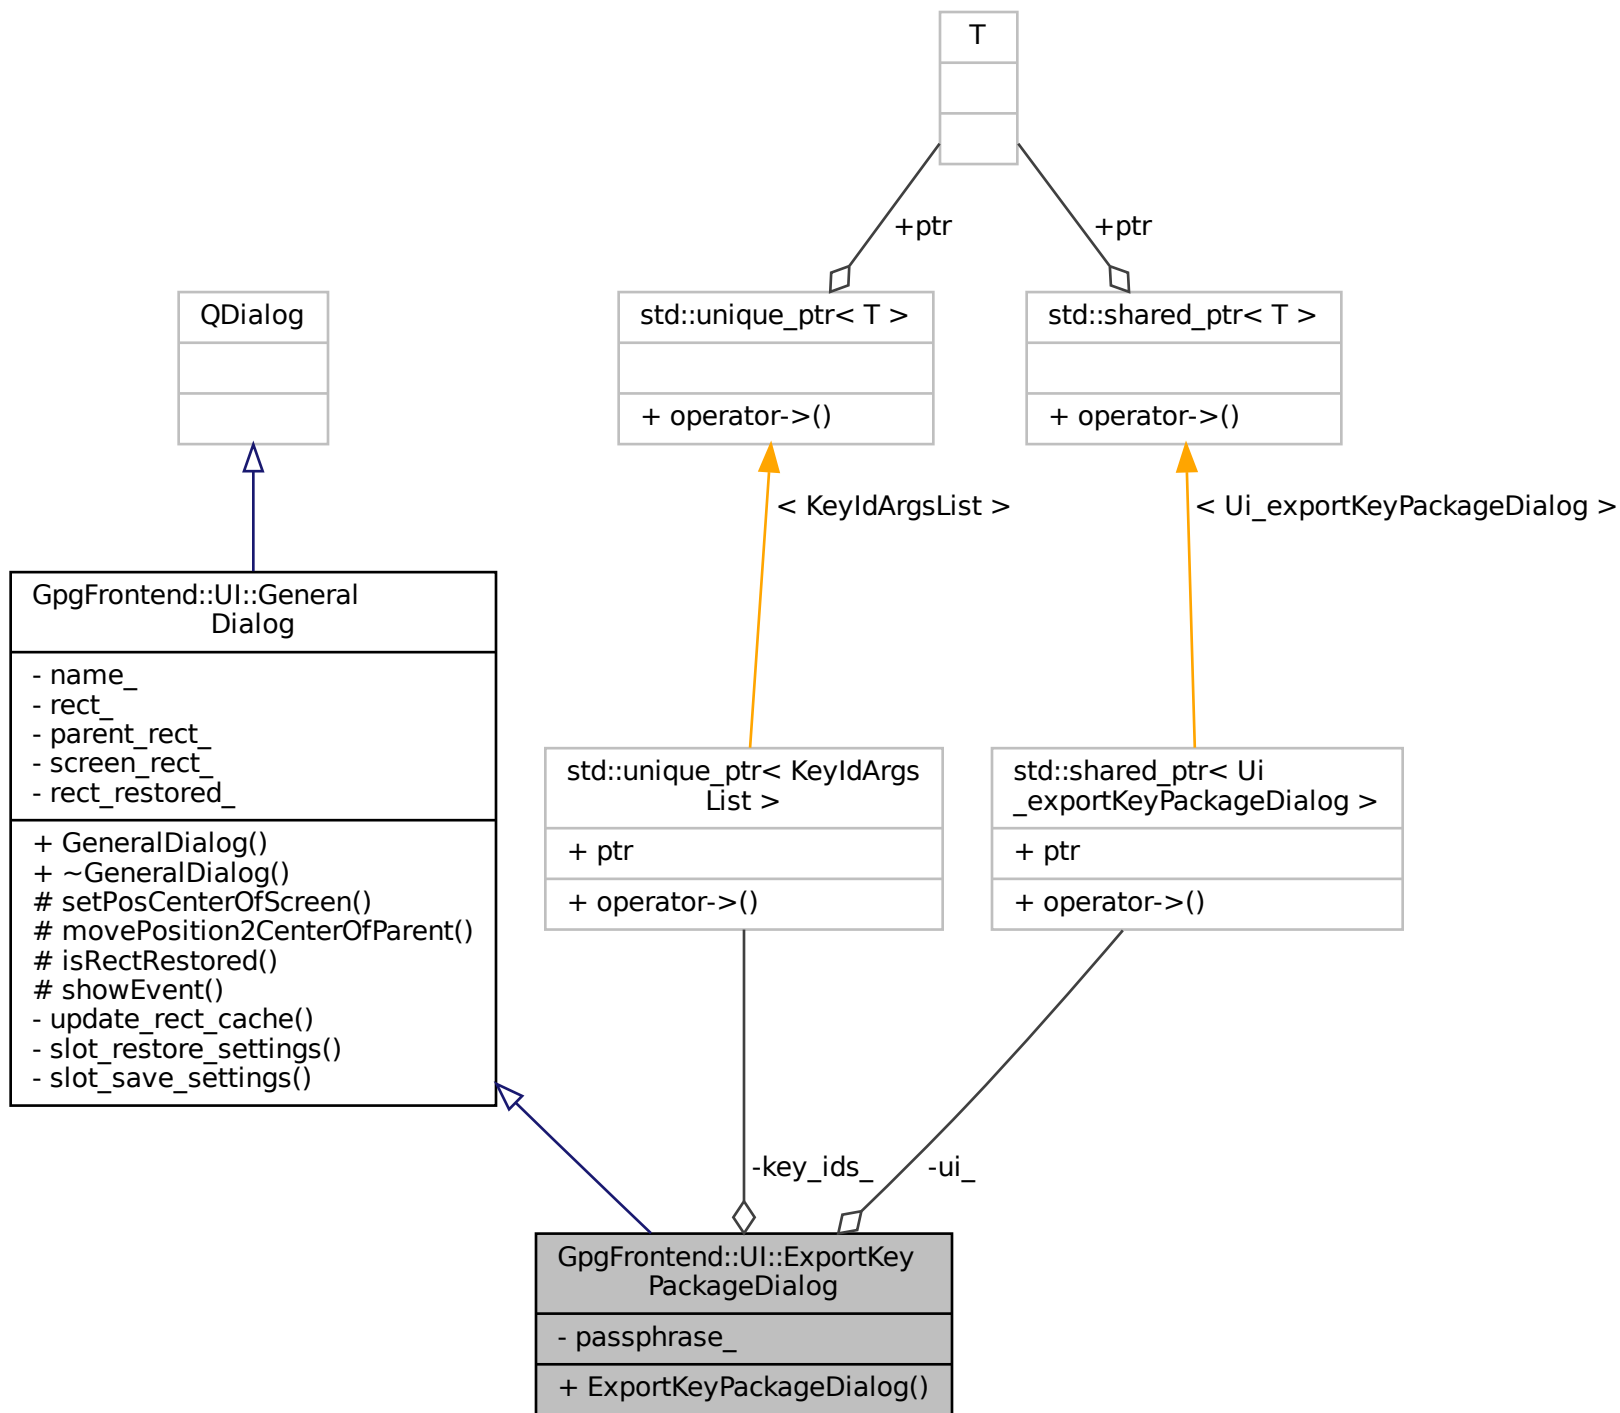 T
+ptr
+ptr
QDialog
std::unique_ptr< T >
+ operator->()
std::shared_ptr< T >
+ operator->()
< KeyIdArgsList >
< Ui_exportKeyPackageDialog >
GpgFrontend::UI::General
Dialog
- name_
- rect_
- parent_rect_
- screen_rect_
- rect_restored_
+ GeneralDialog()
+ ~GeneralDialog()
# setPosCenterOfScreen()
# movePosition2CenterOfParent()
# isRectRestored()
# showEvent()
- update_rect_cache()
- slot_restore_settings()
- slot_save_settings()
std::unique_ptr< KeyIdArgs
List >
+ ptr
+ operator->()
std::shared_ptr< Ui
_exportKeyPackageDialog >
+ ptr
+ operator->()
-key_ids_
-ui_
GpgFrontend::UI::ExportKey
PackageDialog
- passphrase_
+ ExportKeyPackageDialog()